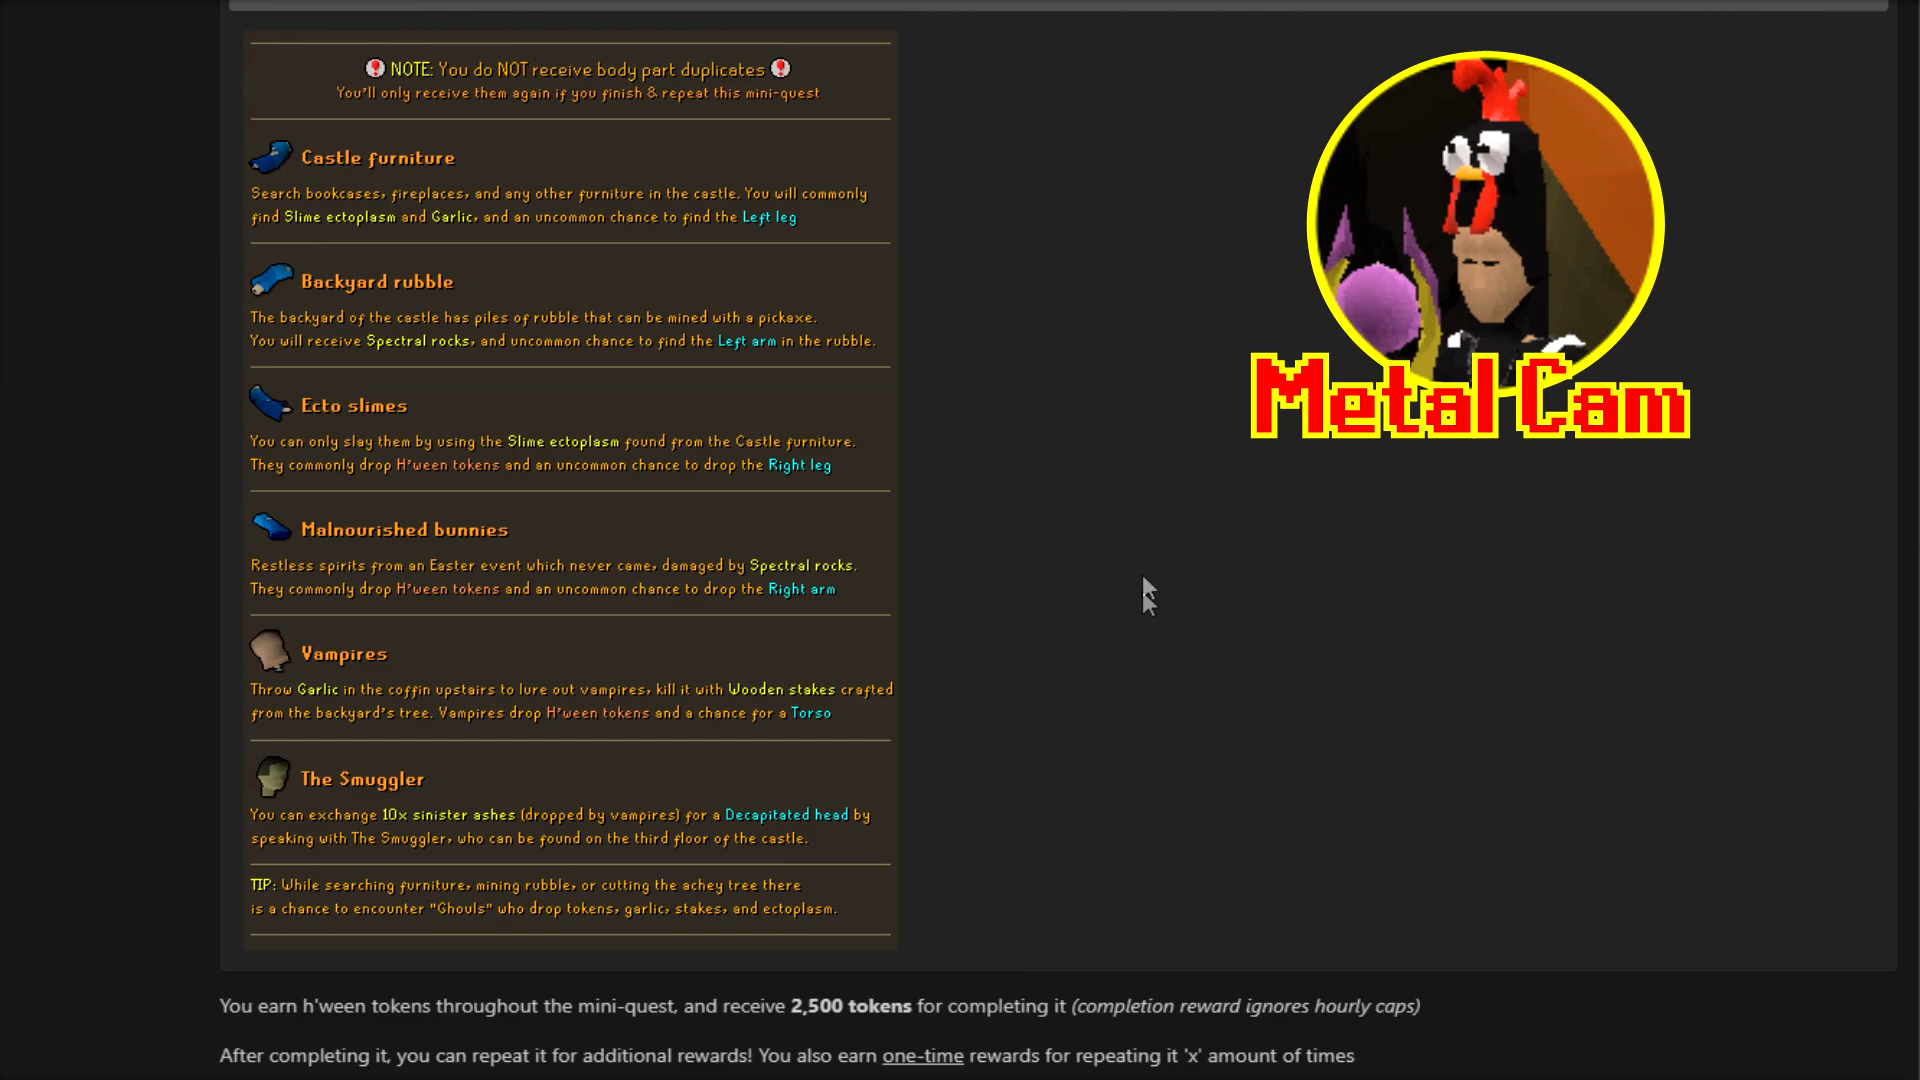 NOTE: You do NOT receive body part duplicates
You'll only receive them again if you finish & repeat this mini-quest
Castle furniture
Search bookcases, fireplaces, and any other furniture in the castle. You will commonly
find Slime ectoplasm and Garlic, and an uncommon chance to find the Left leg
Backyard rubble
The backyard of the castle has piles of rubble that can be mined with a pickaxe.
You will receive Spectral rocks, and uncommon chance to find the Left arm in the rubble.
Ecto slimes
You can only slay them by using the Slime ectoplasm found from the Castle furniture.
They commonly drop H'ween tokens and an uncommon chance to drop the Right leg
Malnourished bunnies
Restless spirits from an Easter event which never came, damaged by Spectral rocks.
They commonly drop H'ween tokens and an uncommon chance to drop the Right arm
Vampires
Throw Garlic in the coffin upstairs to lure out vampires, kill it with Wooden stakes crafted
from the backyard's tree. Vampires drop H'ween tokens and a chance for a Torso
The Smuggler
You can exchange 10x sinister ashes (dropped by vampires) for a Decapitated head by
speaking with The Smuggler, who can be found on the third floor of the castle.
TIP: While searching furniture, mining rubble, or cutting the achey tree there
is a chance to encounter "Ghouls" who drop tokens, garlic, stakes, and ectoplasm.
Metal Cam
You earn h'ween tokens throughout the mini-quest, and receive 2,500 tokens for completing it (completion reward ignores hourly caps)
After completing it, you can repeat it for additional rewards! You also earn one-time rewards for repeating it 'x' amount of times